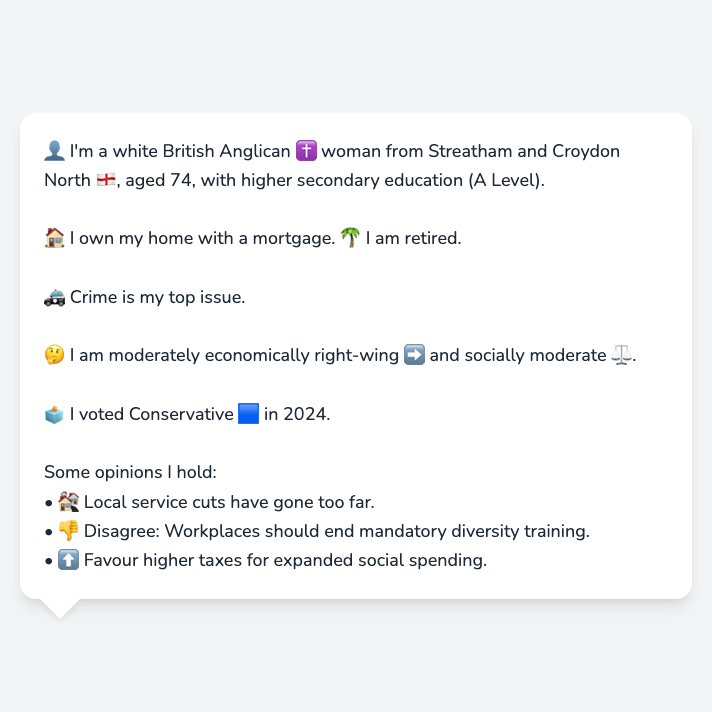 👤 I'm a white British Anglican ✝️ woman from Streatham and Croydon
North 🏴󠁧󠁢󠁥󠁮󠁧󠁿, aged 74, with higher secondary education (A Level).
🏠 I own my home with a mortgage. 🌴 I am retired.
🚓 Crime is my top issue.
🤔 I am moderately economically right-wing ➡️ and socially moderate ⚖️.
🗳️ I voted Conservative 🟦 in 2024.
Some opinions I hold:
• 🏚️ Local service cuts have gone too far.
• 👎 Disagree: Workplaces should end mandatory diversity training.
• ⬆️ Favour higher taxes for expanded social spending.